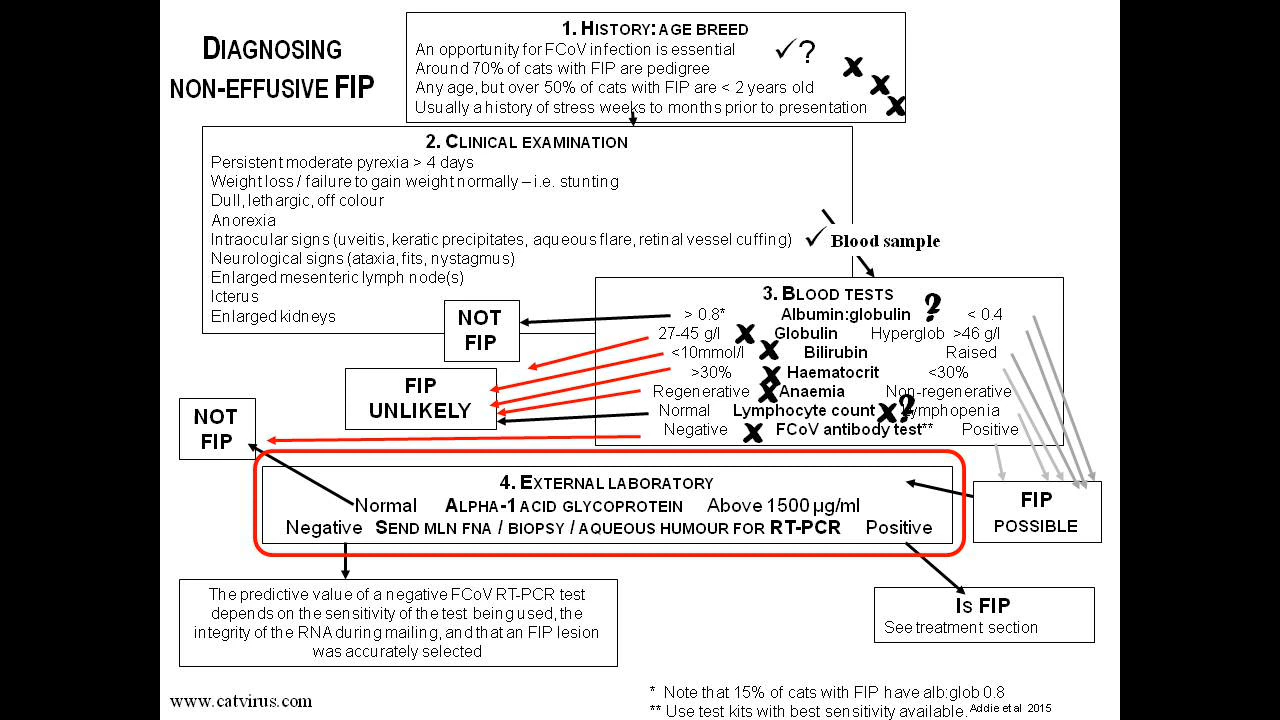 DIAGNOSING
NON-EFFUSIVE FIP
1. HISTORY: AGE BREED
An opportunity for FCoV infection is essential ✓?
Around 70% of cats with FIP are pedigree
Any age, but over 50% of cats with FIP are < 2 years old
Usually a history of stress weeks to months prior to presentation
2. CLINICAL EXAMINATION
Persistent moderate pyrexia > 4 days
Weight loss / failure to gain weight normally – i.e. stunting
Dull, lethargic, off colour
Anorexia
Intraocular signs (uveitis, keratic precipitates, aqueous flare, retinal vessel cuffing) ✓ Blood sample
Neurological signs (ataxia, fits, nystagmus)
Enlarged mesenteric lymph node(s)
Icterus
Enlarged kidneys
3. BLOOD TESTS
> 0.8* Albumin:globulin ? < 0.4
27-45 g/l Globulin Hyperglob >46 g/l
<10mmol/l Bilirubin Raised
>30% Haematocrit <30%
Regenerative Anaemia Non-regenerative
Normal Lymphocyte count ? Lymphopenia
Negative FCoV antibody test** Positive
NOT
FIP
FIP
UNLIKELY
NOT
FIP
4. EXTERNAL LABORATORY
Normal ALPHA-1 ACID GLYCOPROTEIN Above 1500 µg/ml
Negative SEND MLN FNA / BIOPSY / AQUEOUS HUMOUR FOR RT-PCR Positive
FIP
POSSIBLE
The predictive value of a negative FCoV RT-PCR test
depends on the sensitivity of the test being used, the
integrity of the RNA during mailing, and that an FIP lesion
was accurately selected
IS FIP
See treatment section
www.catvirus.com
* Note that 15% of cats with FIP have alb:glob 0.8
** Use test kits with best sensitivity available. Addie et al 2015